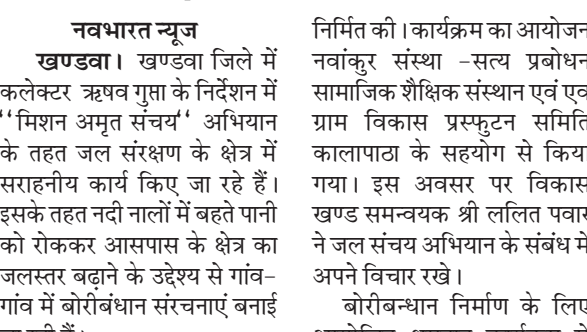 नवभारत न्यूज
खण्डवा। खण्डवा जिले में
कलेक्टर ऋषव गुप्ता के निर्देशन में
‘‘मिशन अमृत संचय‘‘ अभियान
के तहत जल संरक्षण के क्षेत्र में
सराहनीय कार्य किए जा रहे हैं।
इसके तहत नदी नालों में बहते पानी
को रोककर आसपास के क्षेत्र का
जलस्तर बढ़ाने के उद्देश्य से गांव-
गांव में बोरीबंधान संरचनाएं बनाई
निर्मित की। कार्यक्रम का आयोजन
नवांकुर संस्था -सत्य प्रबोधन
सामाजिक शैक्षिक संस्थान एवं एव
ग्राम विकास प्रस्फुटन समिति
कालापाठा के सहयोग से किय
गया। इस अवसर पर विकास
खण्ड समन्वयक श्री ललित पवार
ने जल संचय अभियान के संबंध मे
अपने विचार रखे।
बोरीबन्धान निर्माण के लिए